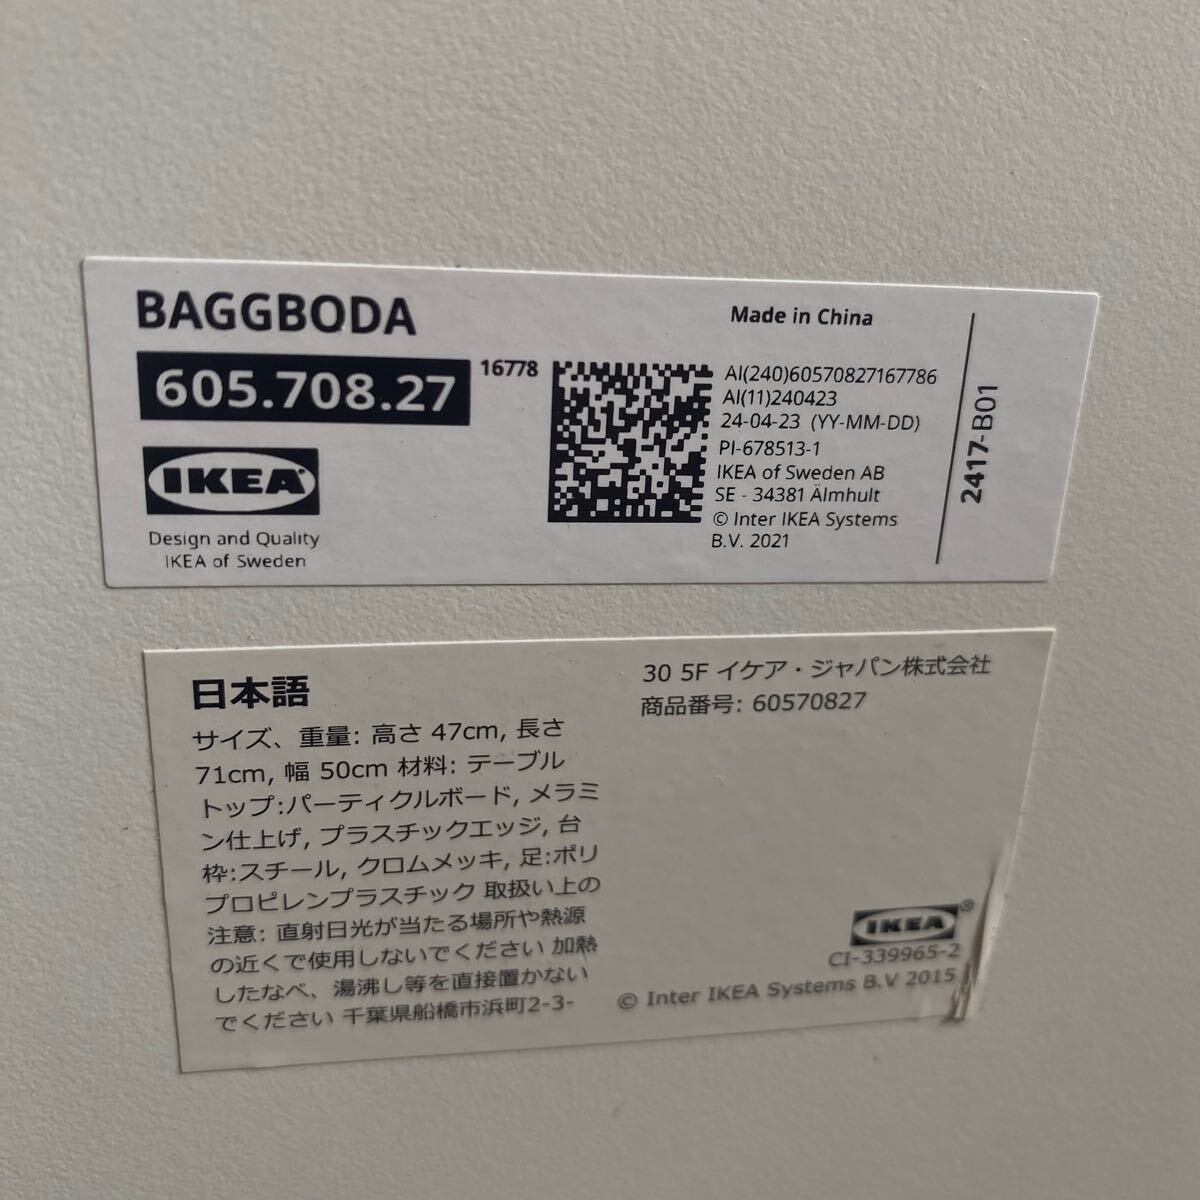 BAGGBODA
605.708.27
16778
IKEA®
Design and Quality
IKEA of Sweden
Made in China
AI(240)60570827167786
AI(11)240423
24-04-23 (YY-MM-DD)
PI-678513-1
IKEA of Sweden AB
SE - 34381 Älmhult
© Inter IKEA Systems
B.V. 2021
2417-B01
日本語
サイズ、重量: 高さ 47cm, 長さ
71cm, 幅 50cm 材料: テーブル
トップ:パーティクルボード, メラミ
ン仕上げ, プラスチックエッジ, 台
枠:スチール, クロムメッキ, 足:ポリ
プロピレンプラスチック 取扱い上の
注意: 直射日光が当たる場所や熱源
の近くで使用しないでください 加熱
したなべ、湯沸し等を直接置かない
でください 千葉県船橋市浜町2-3-
30 5F イケア・ジャパン株式会社
商品番号: 60570827
IKEA®
CI-339965-2
© Inter IKEA Systems B.V 2015